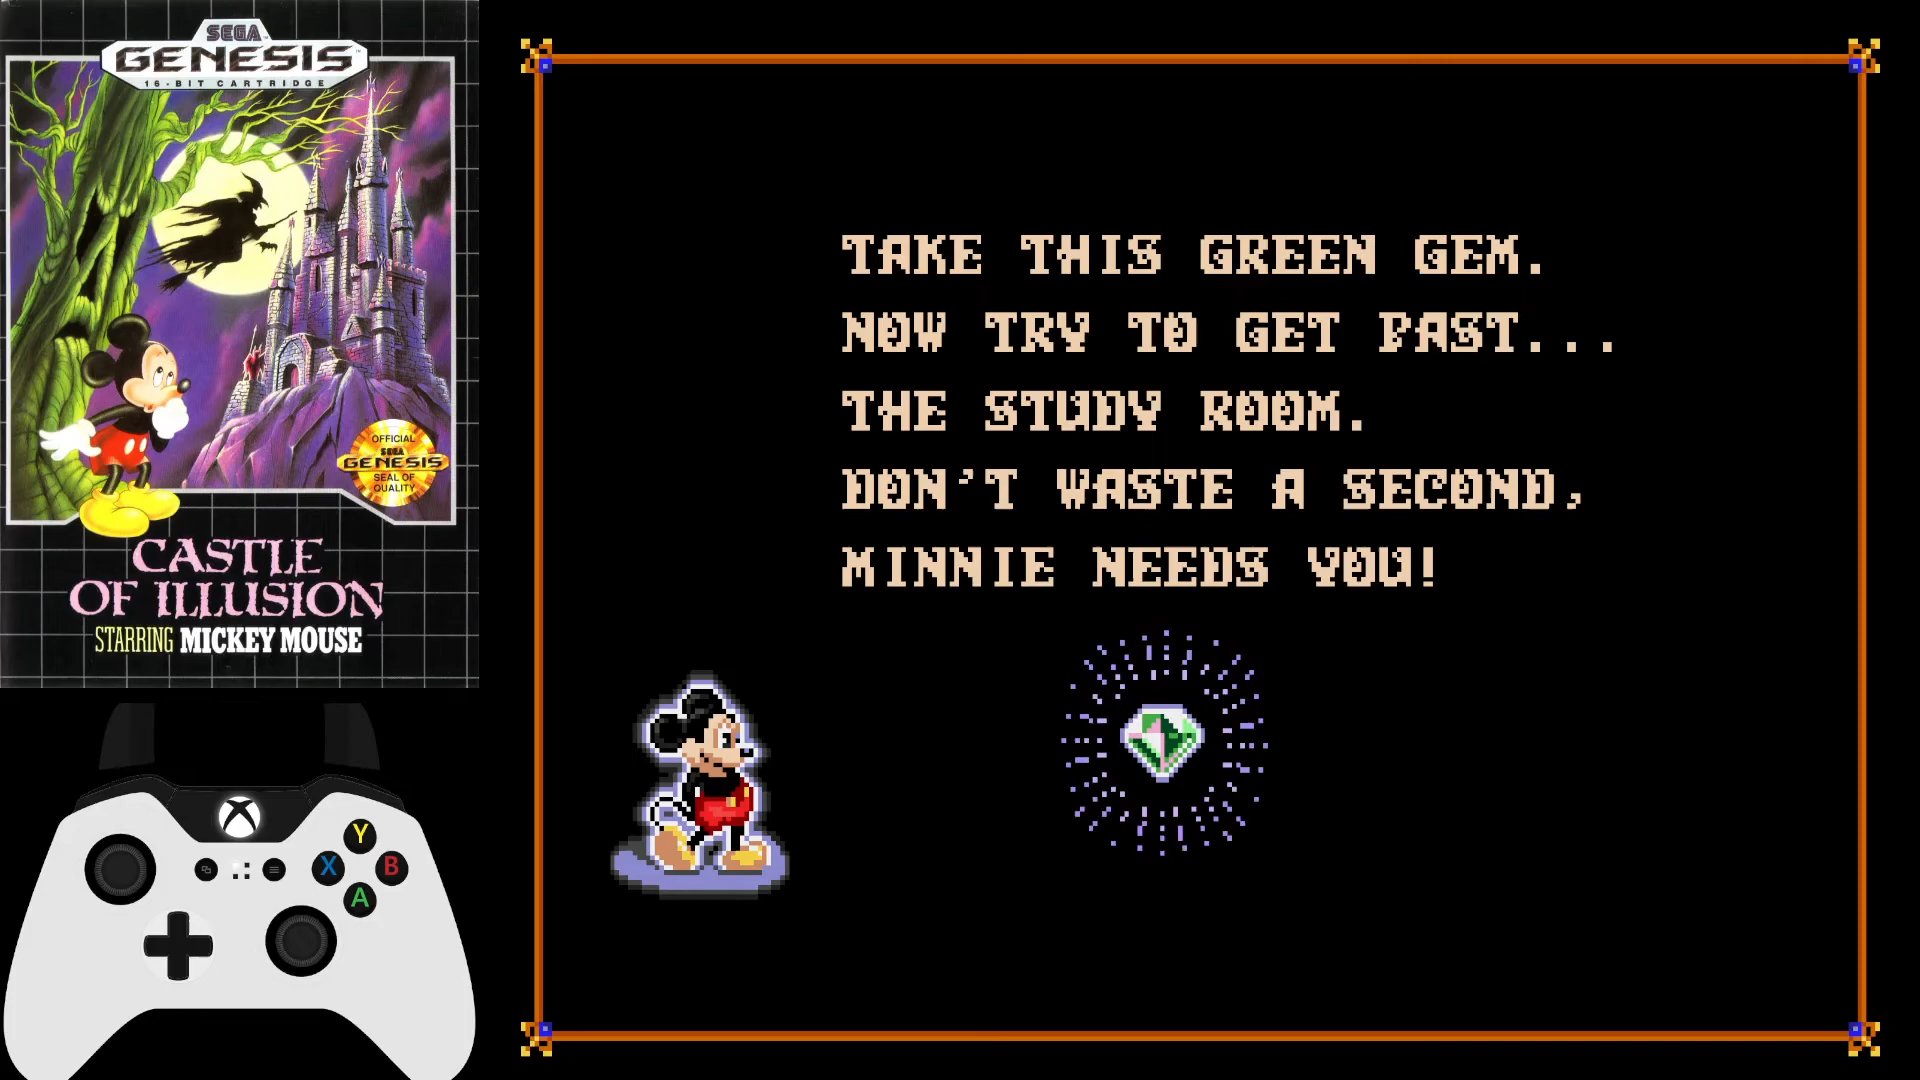 SEGA
GENESIS
16-BIT CARTRIDGE
OFFICIAL
SEGA
GENESIS
SEAL OF
QUALITY
CASTLE
OF ILLUSION
STARRING MICKEY MOUSE
TAKE THIS GREEN GEM.
NOW TRY TO GET PAST...
THE STUDY ROOM.
DON'T WASTE A SECOND,
MINNIE NEEDS YOU!
Y
X B
A